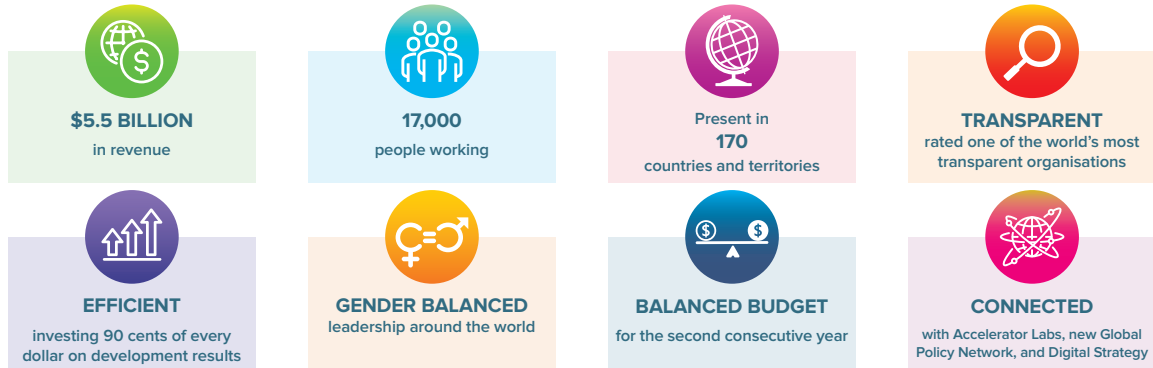 $5.5 BILLION
in revenue
17,000
people working
Present in
170
countries and territories
TRANSPARENT
rated one of the world's most
transparent organisations
EFFICIENT
investing 90 cents of every
dollar on development results
GENDER BALANCED
leadership around the world
BALANCED BUDGET
for the second consecutive year
CONNECTED
with Accelerator Labs, new Global
Policy Network, and Digital Strategy